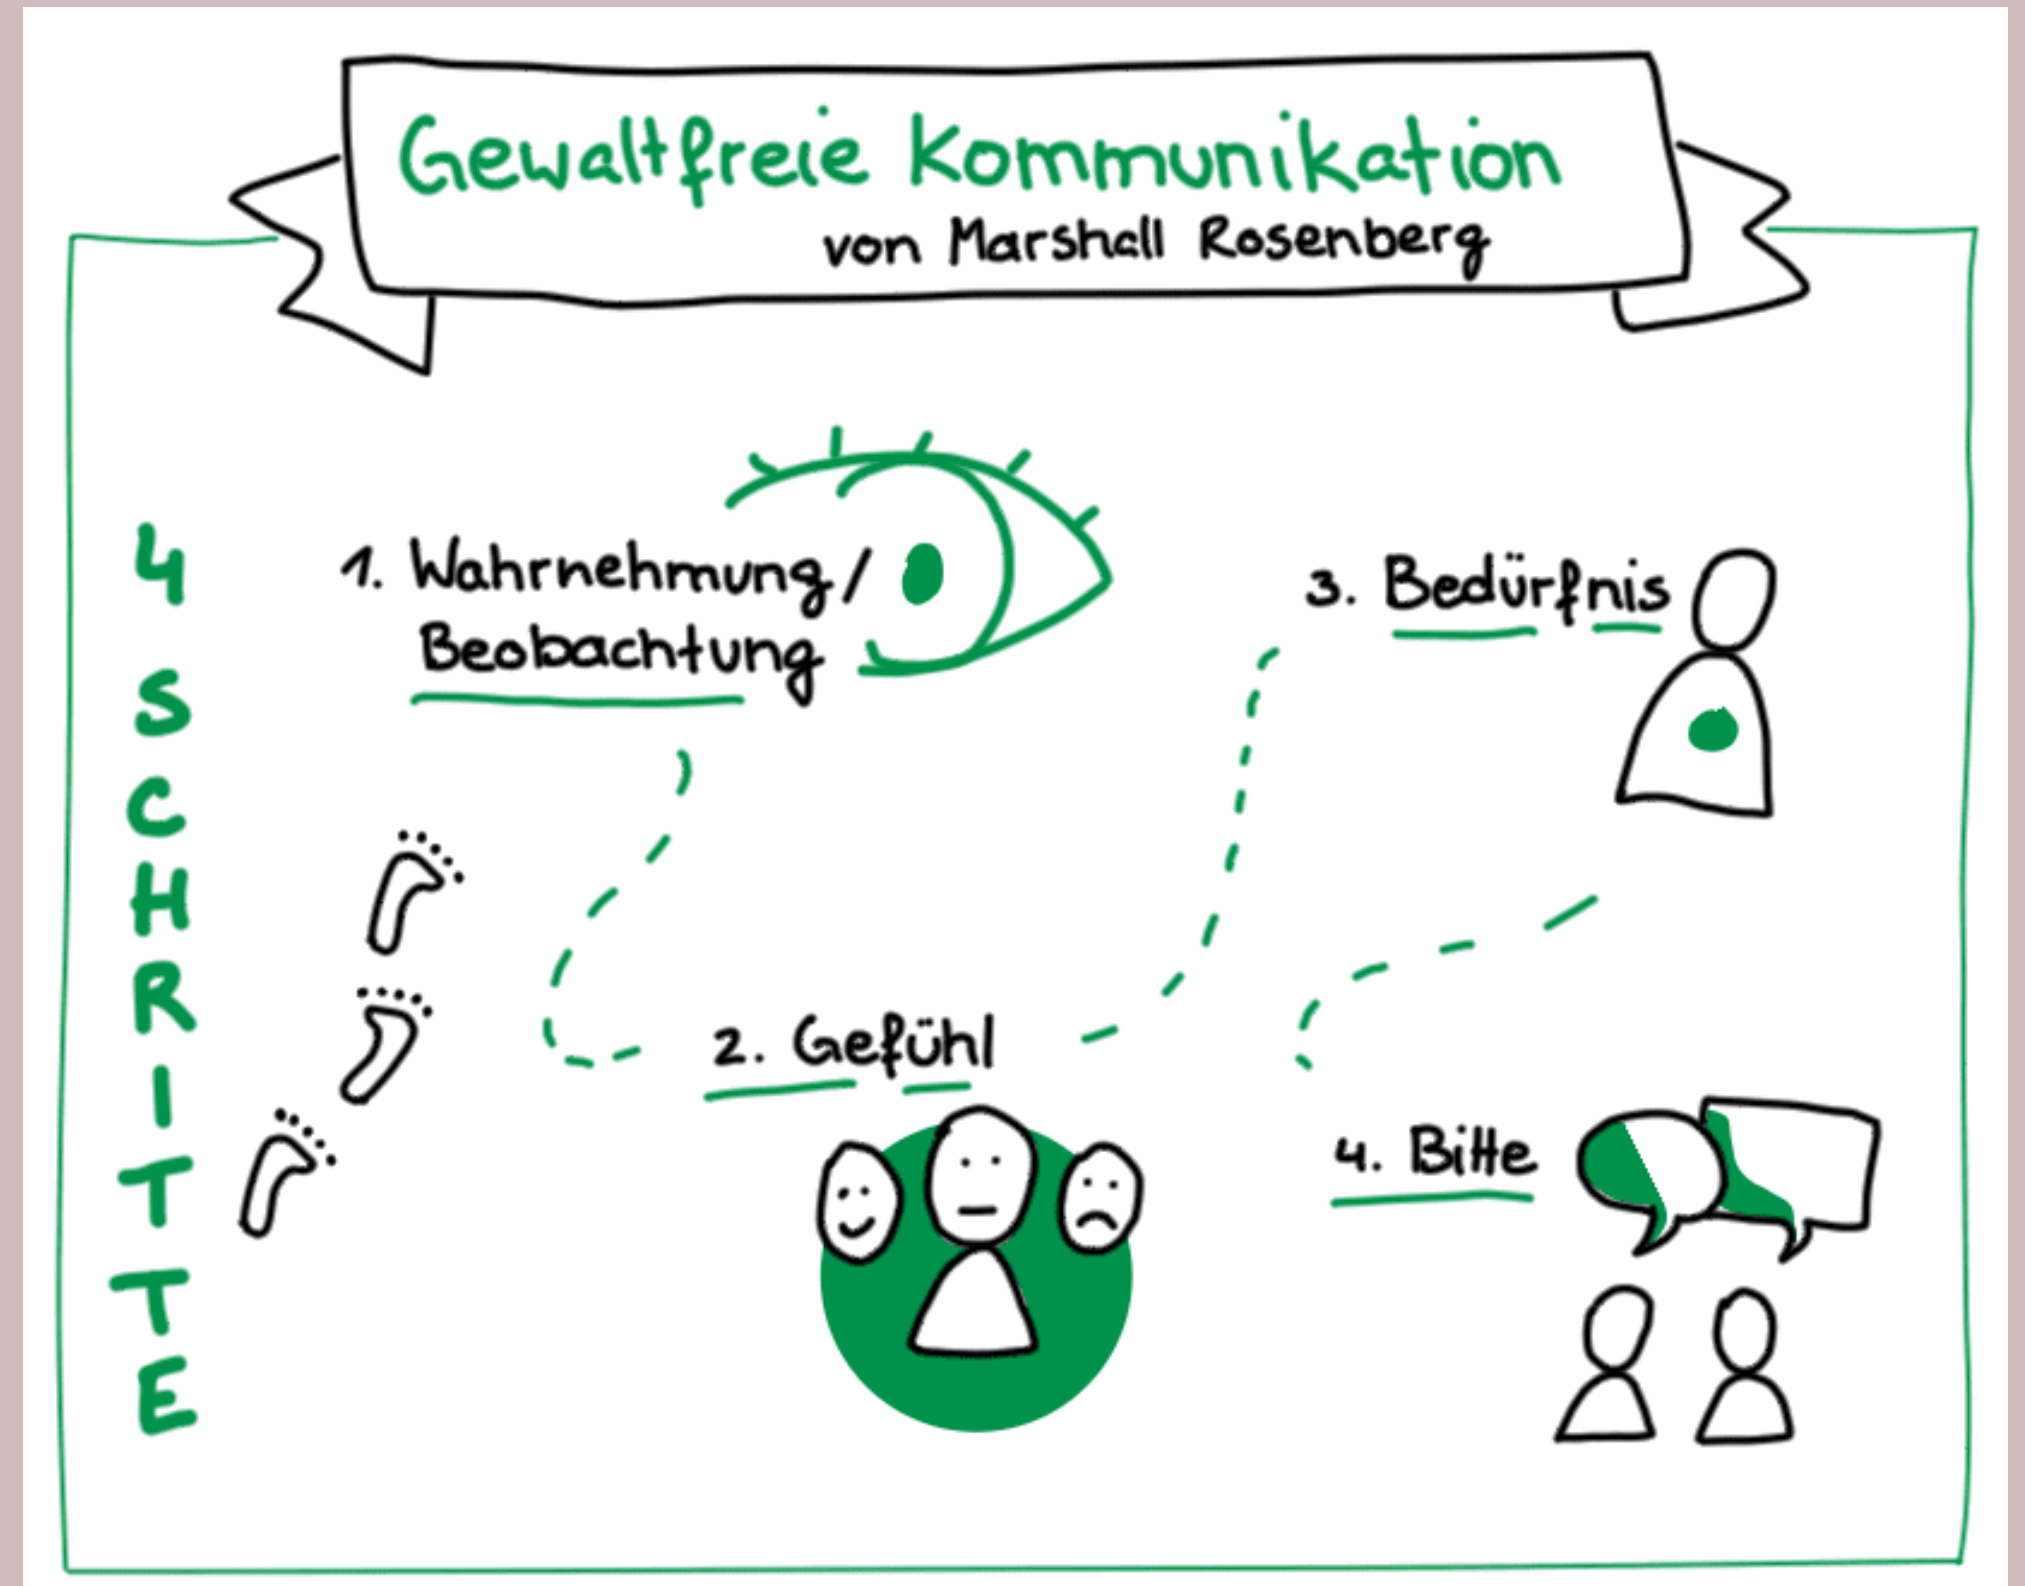 Gewaltfreie Kommunikation
von Marshall Rosenberg
4 SCHRITTE
1. Wahrnehmung/
Beobachtung
2. Gefühl
3. Bedürfnis
4. Bitte